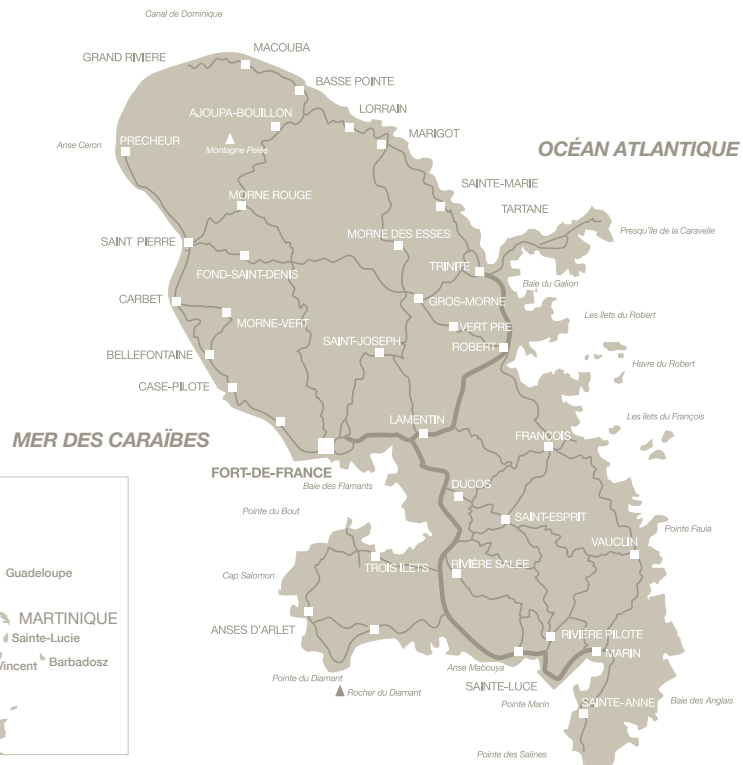 Canal de Dominique
MACOUBA
GRAND RIVIERE
BASSE POINTE
LORRAIN
AJOUPA-BOUILLON
MARIGOT
PRECHEUR
Anse Ceron
Montagne Pelée
OCÉAN ATLANTIQUE
SAINTE-MARIE
MORNE ROUGE
TARTANE
Presqu'île de la Caravelle
MORNE DES ESSES
SAINT PIERRE
TRINITE
FOND-SAINT-DENIS
Baie du Galion
CARBET
GROS-MORNE
Les îlets du Robert
MORNE-VERT
VERT PRE
SAINT-JOSEPH
ROBERT
BELLEFONTAINE
Havre du Robert
CASE-PILOTE
Les îlets du François
LAMENTIN
MER DES CARAÏBES
FRANCOIS
FORT-DE-FRANCE
Baie des Flamants
DUCOS
Pointe du Bout
SAINT-ESPRIT
Pointe Faula
VAUCLIN
TROIS ILETS
RIVIÈRE SALÉE
Guadeloupe
Cap Salomon
MARTINIQUE
ANSES D'ARLET
RIVIÈRE PILOTE
Sainte-Lucie
MARIN
Vincent
Barbadosz
Anse Mabouya
Pointe du Diamant
SAINTE-LUCE
Rocher du Diamant
Baie des Anglais
Pointe Marin
SAINTE-ANNE
Pointe des Salines